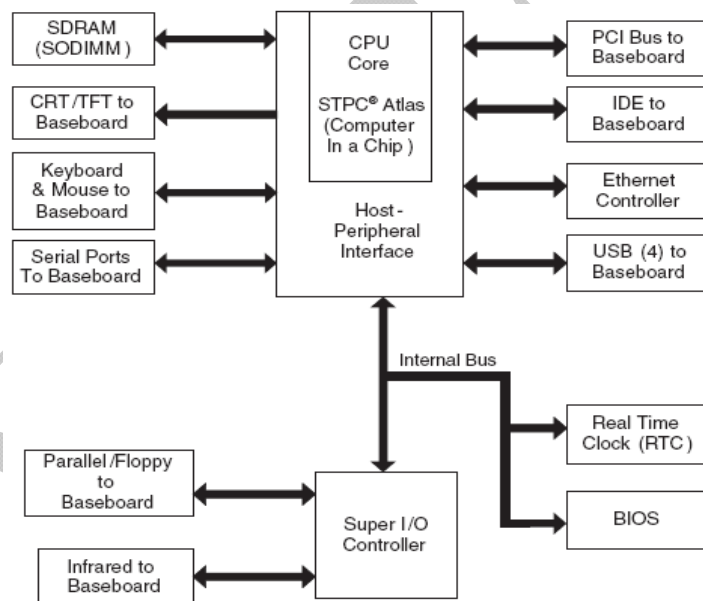 SDRAM
(SODIMM)
CRT/TFT to
Baseboard
Keyboard
& Mouse to
Baseboard
Serial Ports
To Baseboard
CPU
Core
STPC® Atlas
(Computer
In a Chip)
Host-
Peripheral
Interface
PCI Bus to
Baseboard
IDE to
Baseboard
Ethernet
Controller
USB (4) to
Baseboard
Internal Bus
Real Time
Clock (RTC)
BIOS
Parallel/Floppy
to
Baseboard
Infrared to
Baseboard
Super I/O
Controller